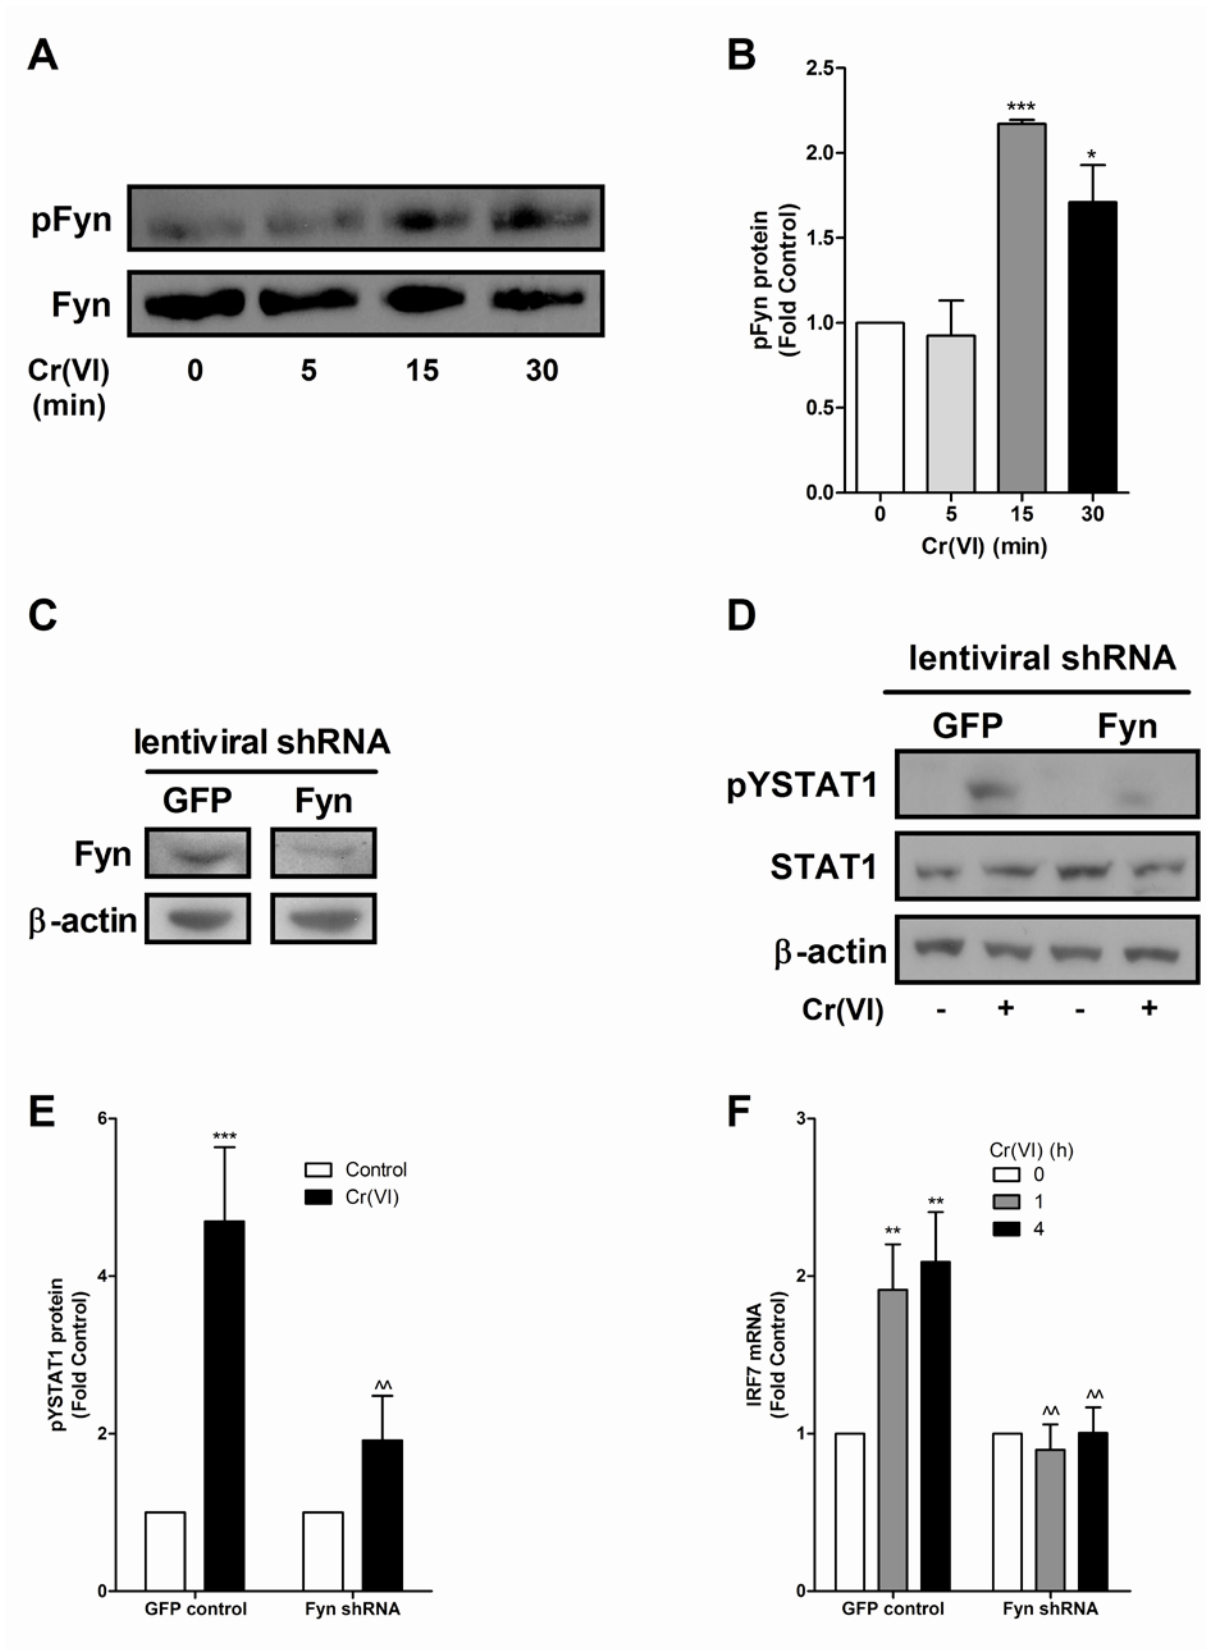 A
pFyn
Fyn
Cr(VI)
(min)
0 5 15 30
B
pFyn protein
(Fold Control)
2.5
2.0
1.5
1.0
0.5
0.0
***
*
0 5 15 30
Cr(VI) (min)
C
lentiviral shRNA
GFP Fyn
Fyn
β-actin
D
lentiviral shRNA
GFP Fyn
pYSTAT1
STAT1
β-actin
Cr(VI) - + - +
E
pYSTAT1 protein
(Fold Control)
6
4
2
0
***
^^
Control
Cr(VI)
GFP control Fyn shRNA
F
IRF7 mRNA
(Fold Control)
3
2
1
0
Cr(VI) (h)
0
1
4
** **
^^ ^^
GFP control Fyn shRNA